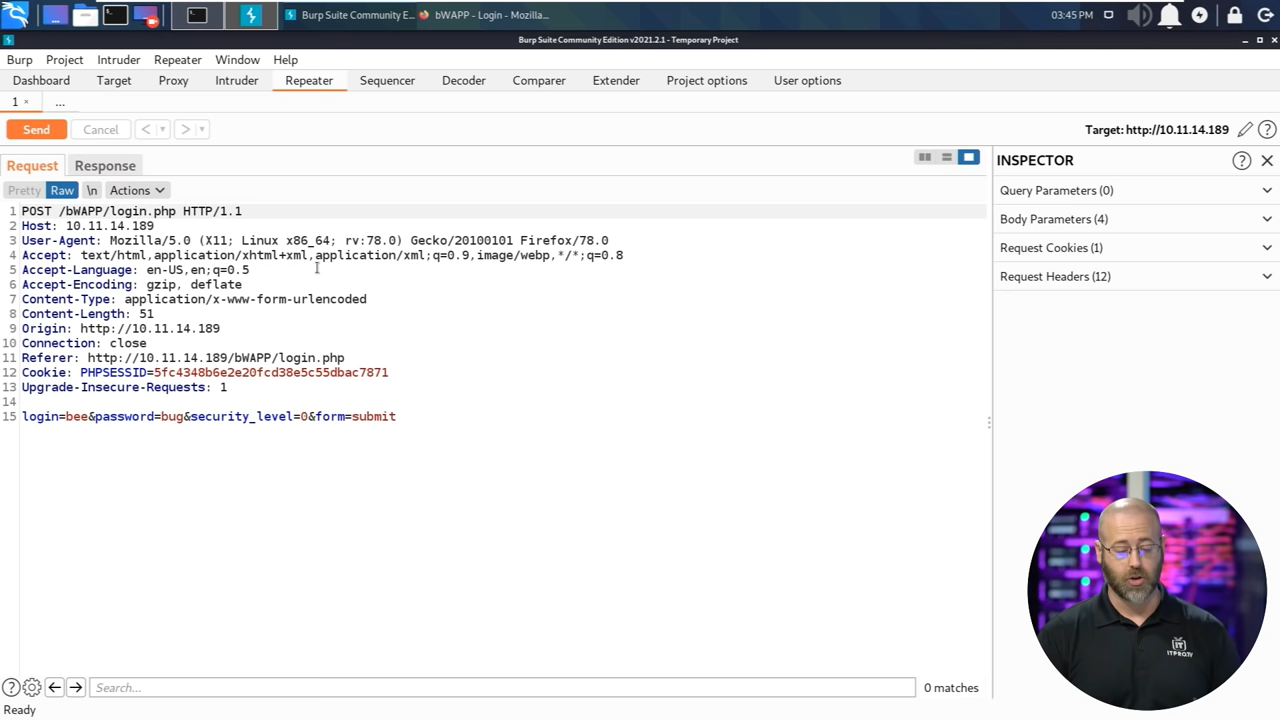 Burp Suite Community E...
bWAPP - Login - Mozilla...
03:45 PM
Burp Suite Community Edition v2021.2.1 - Temporary Project
Burp Project Intruder Repeater Window Help
Dashboard Target Proxy Intruder Repeater Sequencer Decoder Comparer Extender Project options User options
1 × ...
Send Cancel < >
Target: http://10.11.14.189
Request Response
Pretty Raw \n Actions
1 POST /bWAPP/login.php HTTP/1.1
2 Host: 10.11.14.189
3 User-Agent: Mozilla/5.0 (X11; Linux x86_64; rv:78.0) Gecko/20100101 Firefox/78.0
4 Accept: text/html,application/xhtml+xml,application/xml;q=0.9,image/webp,*/*;q=0.8
5 Accept-Language: en-US,en;q=0.5
6 Accept-Encoding: gzip, deflate
7 Content-Type: application/x-www-form-urlencoded
8 Content-Length: 51
9 Origin: http://10.11.14.189
10 Connection: close
11 Referer: http://10.11.14.189/bWAPP/login.php
12 Cookie: PHPSESSID=5fc4348b6e2e20fcd38e5c55dbac7871
13 Upgrade-Insecure-Requests: 1
14
15 login=bee&password=bug&security_level=0&form=submit
INSPECTOR
Query Parameters (0)
Body Parameters (4)
Request Cookies (1)
Request Headers (12)
IT
ITPRO.TV
Search...
0 matches
Ready